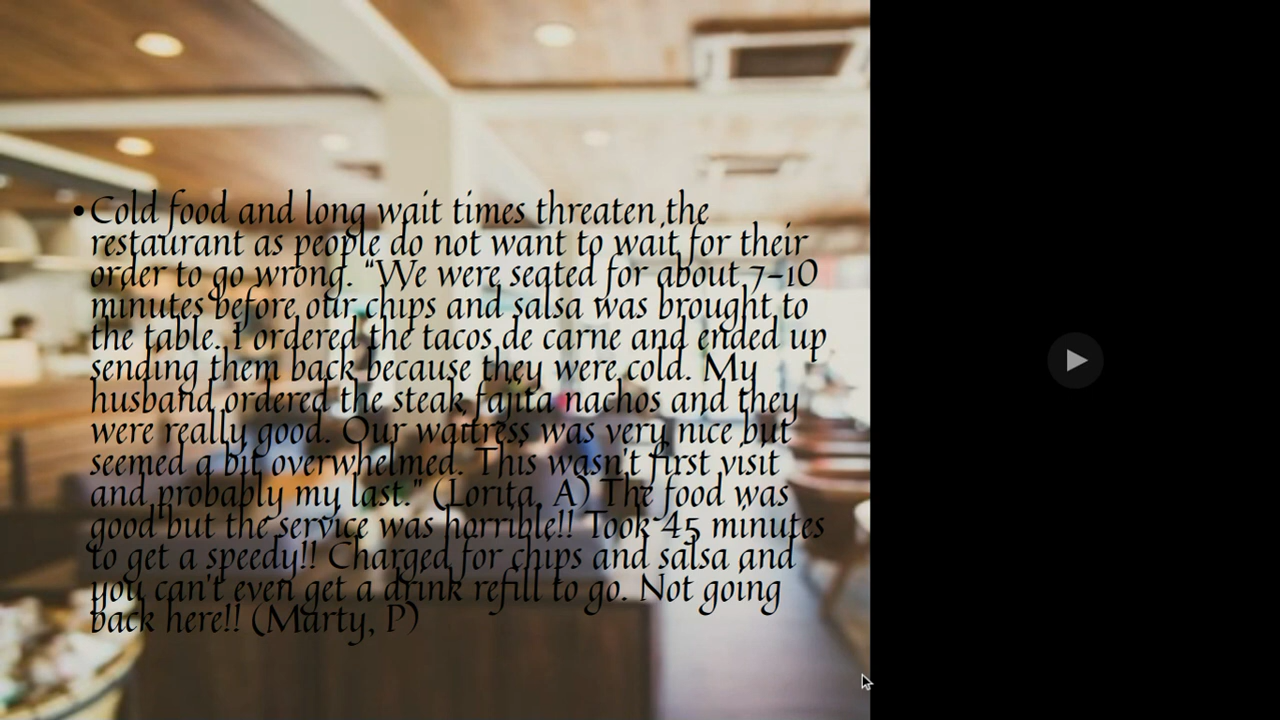 •Cold food and long wait times threaten the
restaurant as people do not want to wait for their
order to go wrong. “We were seated for about 7–10
minutes before our chips and salsa was brought to
the table. I ordered the tacos de carne and ended up
sending them back because they were cold. My
husband ordered the steak fajita nachos and they
were really good. Our waitress was very nice but
seemed a bit overwhelmed. This wasn't first visit
and probably my last." (Lorita, A) The food was
good but the service was horrible!! Took 45 minutes
to get a speedy!! Charged for chips and salsa and
you can't even get a drink refill to go. Not going
back here!! (Marty, P)